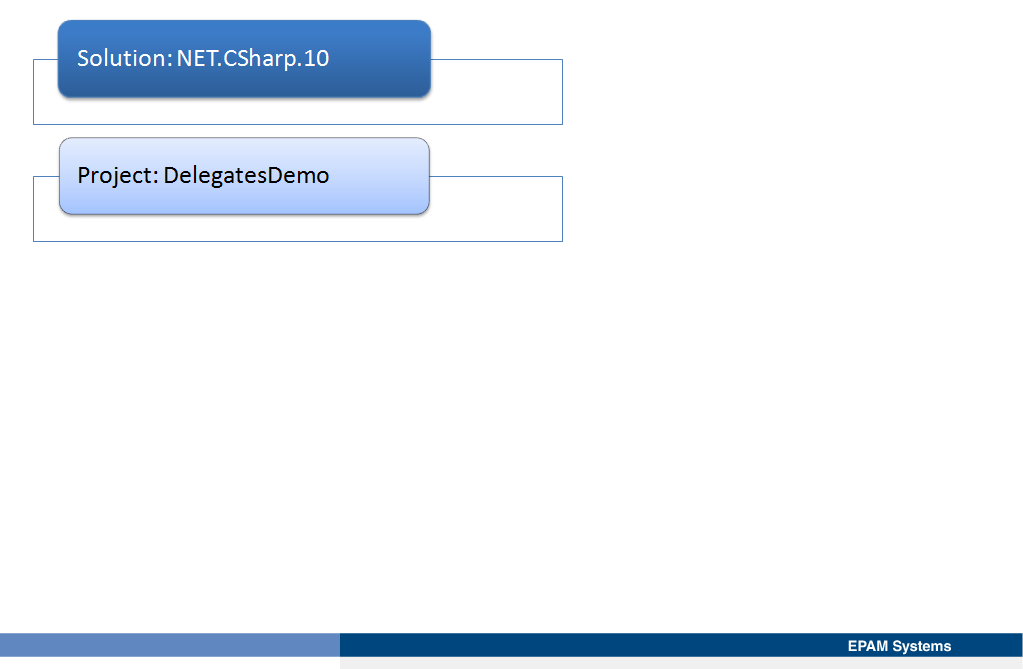 Solution: NET.CSharp.10
Project: DelegatesDemo
EPAM Systems